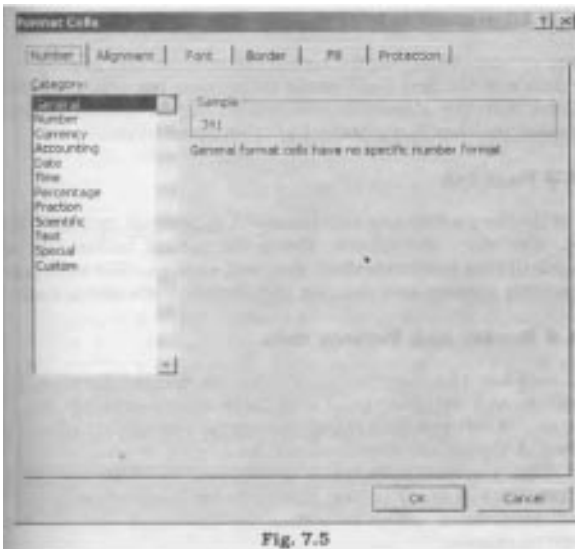 Format Cells
Number Alignment Font Border Fill Protection
Category:
General
Number
Currency
Accounting
Date
Time
Percentage
Fraction
Scientific
Text
Special
Custom
Sample
General format cells have no specific number format
OK Cancel
Fig. 7.5